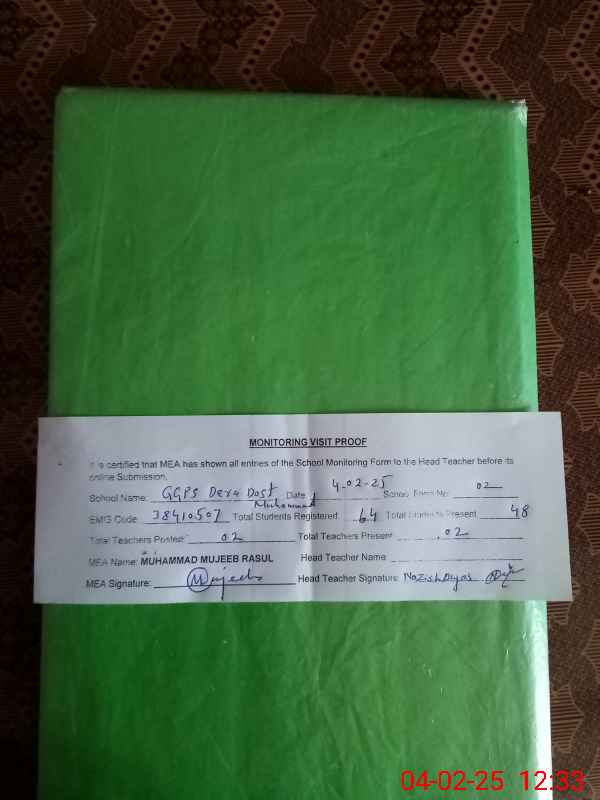 MONITORING VISIT PROOF
It is certified that MEA has shown all entries of the School Monitoring Form to the Head Teacher before its
online Submission.
School Name: GGPS Dera Dost Muhammad Date 4-02-25 School Form No: 02
EMIS Code: 38410507 Total Students Registered 64 Total Students Present 48
Total Teachers Posted: 02 Total Teachers Present 02
MEA Name: MUHAMMAD MUJEEB RASUL Head Teacher Name
MEA Signature: Mujeeb Head Teacher Signature: Nazish
04-02-25 12:33